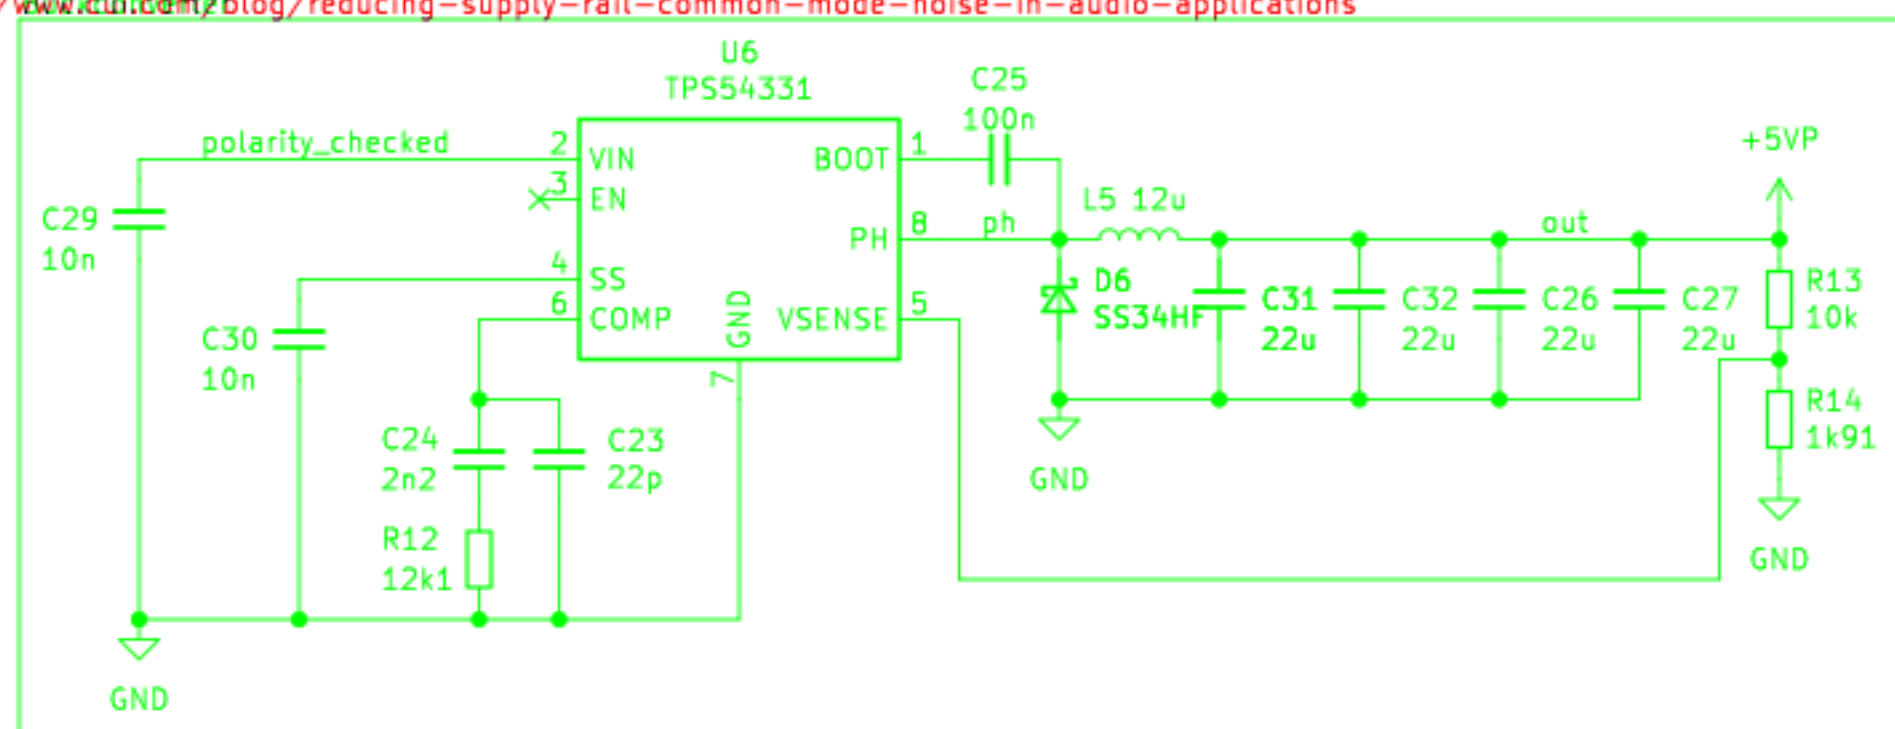 www.cui.com/blog/reducing-supply-rail-common-mode-noise-in-audio-applications
U6
TPS54331
C25
100n
polarity_checked
2
VIN
BOOT
1
+5VP
3
EN
L5 12u
C29
10n
PH
8
ph
out
4
SS
D6
SS34HF
R13
10k
6
COMP
GND
VSENSE
5
C31
22u
C32
22u
C26
22u
C27
22u
C30
10n
7
R14
1k91
C24
2n2
C23
22p
GND
R12
12k1
GND
GND